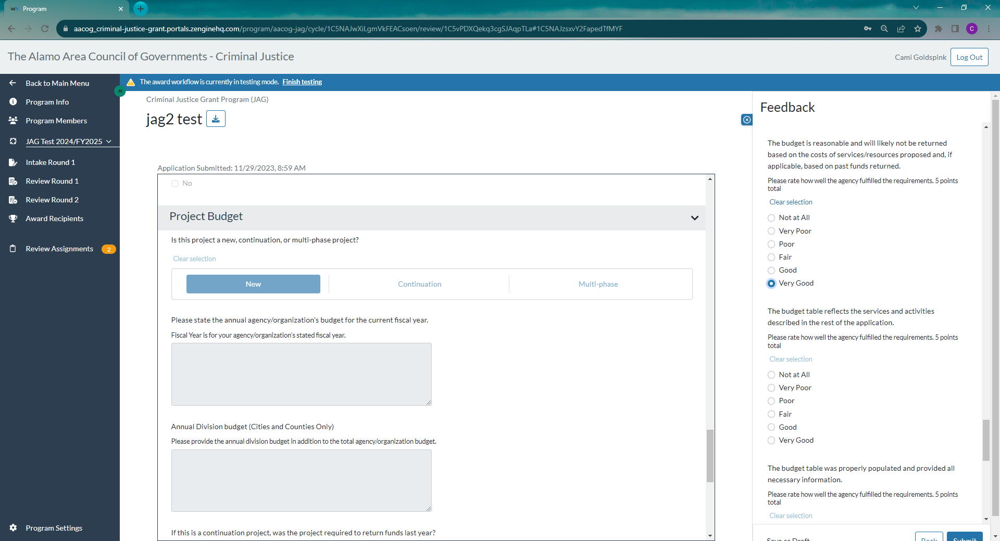 wh Program
aacog_criminal-justice-grant.portals.zenginehq.com/program/aacog-jag/cycle/1C5NAJwXiLgmVkFEACsoen/review/1C5vPDXQekq3cgSJAqpTLa#1C5NAJzsxvY2FapedTfMYF
C
The Alamo Area Council of Governments - Criminal Justice
Cami Goldspink
Log Out
Back to Main Menu
Program Info
Program Members
JAG Test 2024/FY2025
Intake Round 1
Review Round 1
Review Round 2
Award Recipients
Review Assignments 2
Program Settings
The award workflow is currently in testing mode. Finish testing
Criminal Justice Grant Program (JAG)
jag2 test
Application Submitted: 11/29/2023, 8:59 AM
No
Project Budget
Is this project a new, continuation, or multi-phase project?
Clear selection
New
Continuation
Multi-phase
Please state the annual agency/organization's budget for the current fiscal year.
Fiscal Year is for your agency/organization's stated fiscal year.
Annual Division budget (Cities and Counties Only)
Please provide the annual division budget in addition to the total agency/organization budget.
If this is a continuation project, was the project required to return funds last year?
Feedback
The budget is reasonable and will likely not be returned
based on the costs of services/resources proposed and, if
applicable, based on past funds returned.
Please rate how well the agency fulfilled the requirements. 5 points
total
Clear selection
Not at All
Very Poor
Poor
Fair
Good
Very Good
The budget table reflects the services and activities
described in the rest of the application.
Please rate how well the agency fulfilled the requirements. 5 points
total
Clear selection
Not at All
Very Poor
Poor
Fair
Good
Very Good
The budget table was properly populated and provided all
necessary information.
Please rate how well the agency fulfilled the requirements. 5 points
total
Clear selection
Save as Draft
Back
Submit